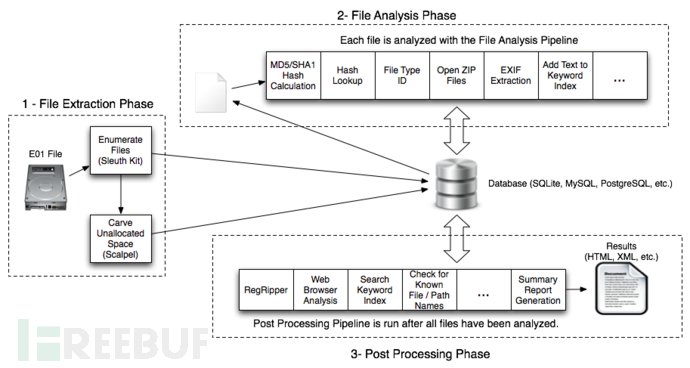 2- File Analysis Phase
Each file is analyzed with the File Analysis Pipeline
MD5/SHA1
Hash
Calculation
Hash
Lookup
File Type
ID
Open ZIP
Files
EXIF
Extraction
Add Text to
Keyword
Index
...
1 - File Extraction Phase
E01 File
Enumerate
Files
(Sleuth Kit)
Carve
Unallocated
Space
(Scalpel)
Database (SQLite, MySQL, PostgreSQL, etc.)
RegRipper
Web
Browser
Analysis
Search
Keyword
Index
Check for
Known
File / Path
Names
...
Summary
Report
Generation
Results
(HTML, XML, etc.)
Document
Post Processing Pipeline is run after all files have been analyzed.
3- Post Processing Phase
FREEBUF